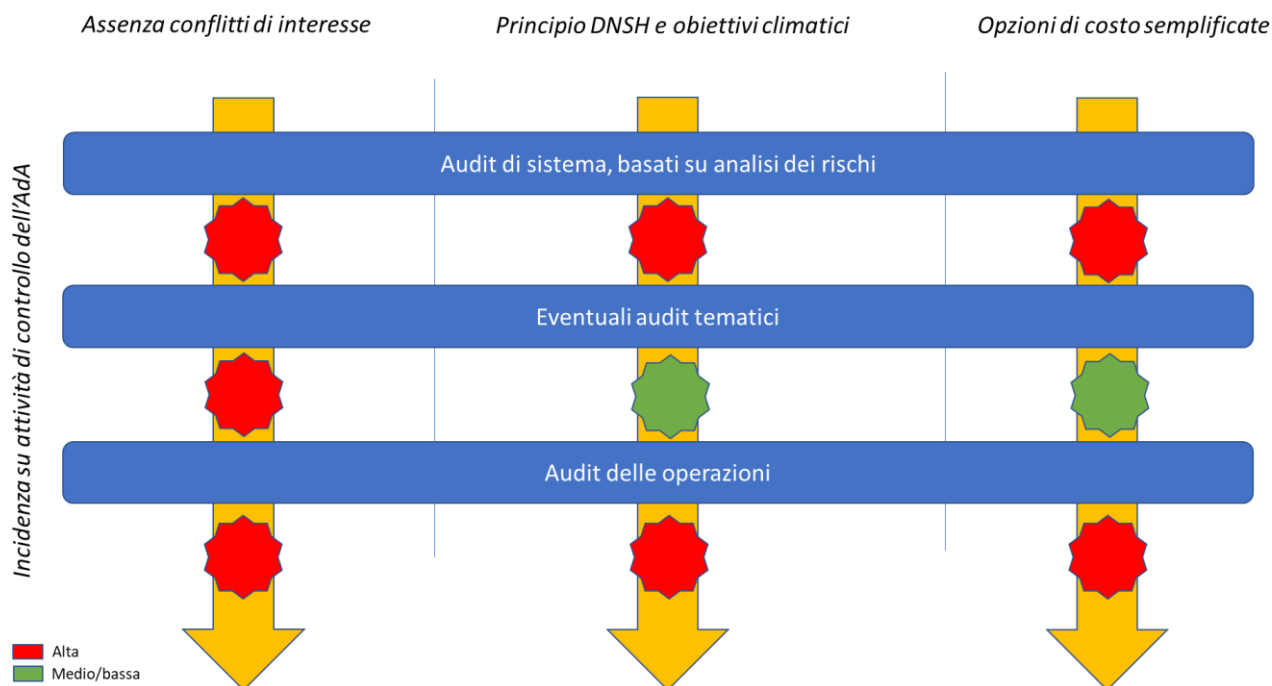 Assenza conflitti di interesse
Principio DNSH e obiettivi climatici
Opzioni di costo semplificate
Incidenza su attività di controllo dell'AdA
Audit di sistema, basati su analisi dei rischi
Eventuali audit tematici
Audit delle operazioni
Alta
Medio/bassa